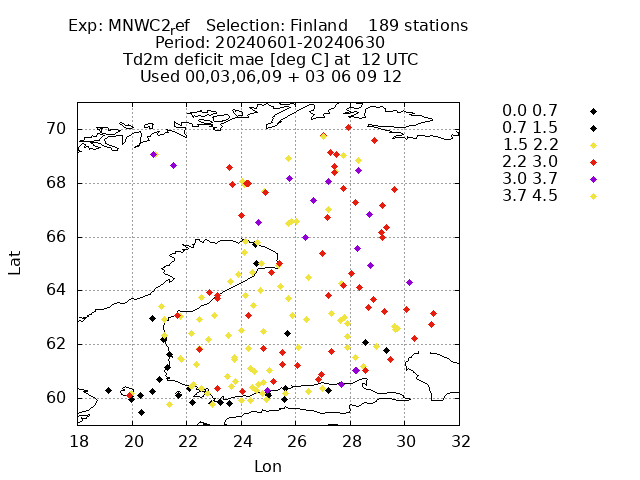 Exp: MNWC2ref   Selection: Finland    189 stations
Period: 20240601-20240630
Td2m deficit mae [deg C] at  12 UTC
Used 00,03,06,09 + 03 06 09 12
0.0 0.7
0.7 1.5
1.5 2.2
2.2 3.0
3.0 3.7
3.7 4.5
70
68
66
64
62
60
Lat
18 20 22 24 26 28 30 32
Lon